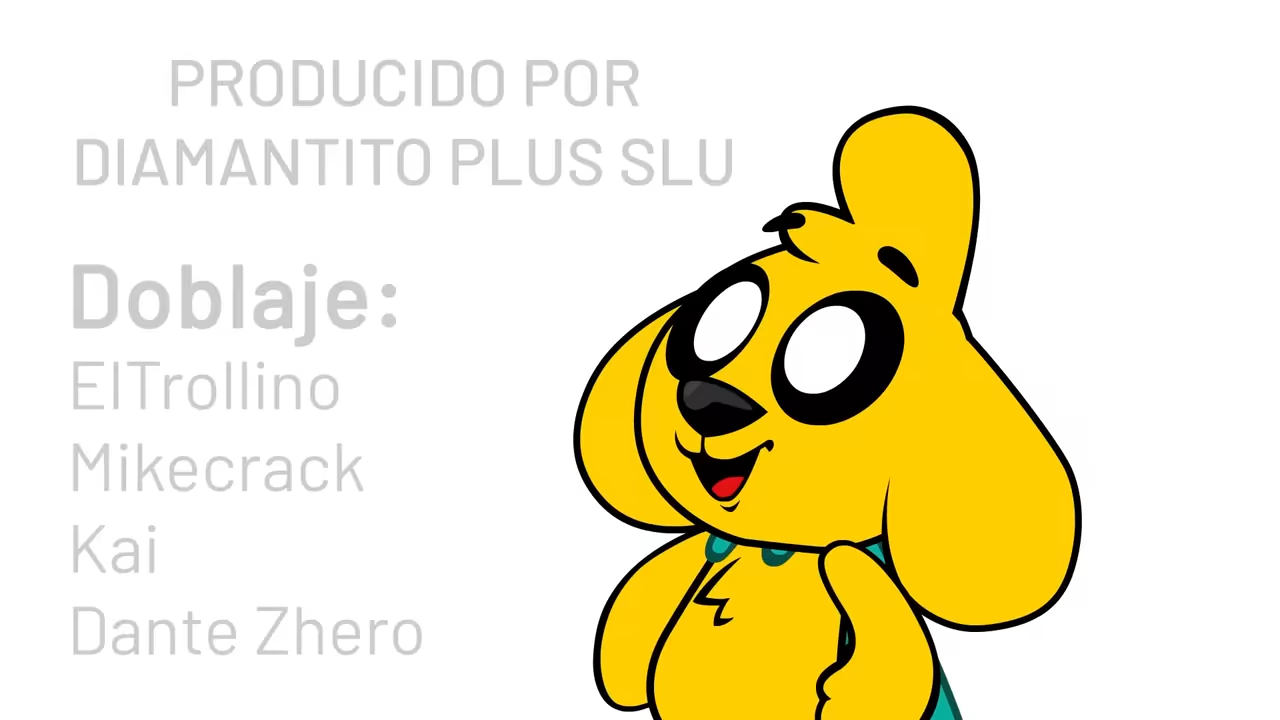 PRODUCIDO POR
DIAMANTITO PLUS SLU
Doblaje:
ElTrollino
Mikecrack
Kai
Dante Zhero